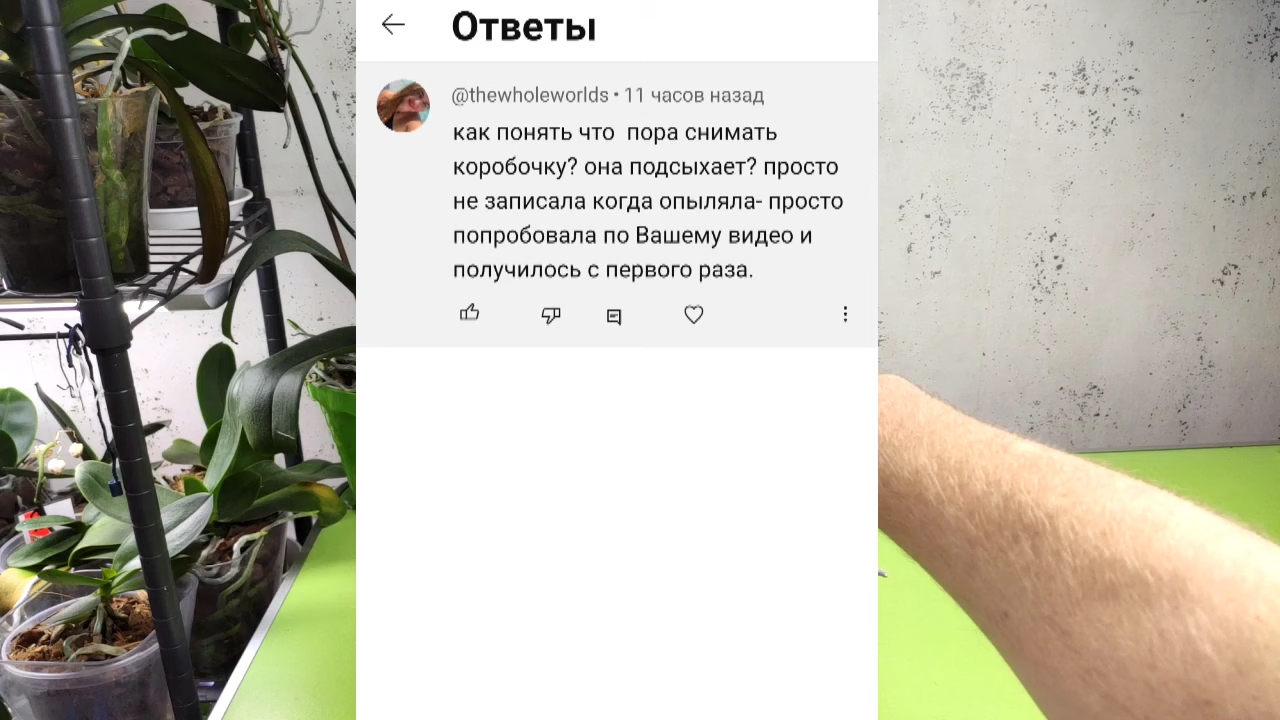 Ответы
@thewholeworlds • 11 часов назад
как понять что  пора снимать
коробочку? она подсыхает? просто
не записала когда опыляла- просто
попробовала по Вашему видео и
получилось с первого раза.